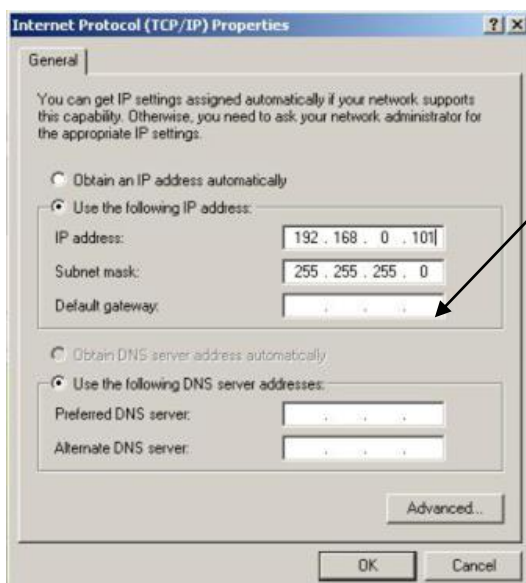 Internet Protocol (TCP/IP) Properties
General
You can get IP settings assigned automatically if your network supports
this capability. Otherwise, you need to ask your network administrator for
the appropriate IP settings.
Obtain an IP address automatically
Use the following IP address:
IP address: 192 . 168 . 0 . 101
Subnet mask: 255 . 255 . 255 . 0
Default gateway: . . .
Obtain DNS server address automatically
Use the following DNS server addresses:
Preferred DNS server: . . .
Alternate DNS server: . . .
Advanced...
OK Cancel